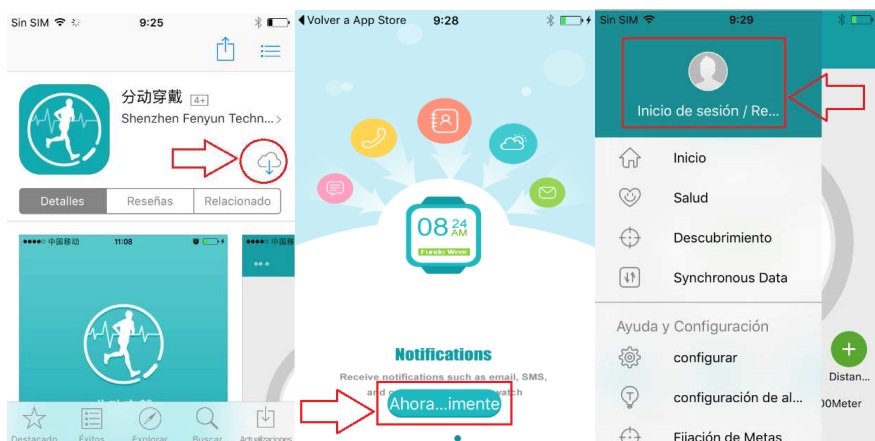 Sin SIM 9:25
分动穿戴 4+
Shenzhen Fenyun Techn... >
Detalles Reseñas Relacionado
中国移动 11:08
Destacado Éxitos Explorar Buscar Actualizaciones
Volver a App Store 9:28
08 24
AM
Notifications
Receive notifications such as email, SMS,
and
Ahora...imente
Sin SIM 9:29
Inicio de sesión / Re...
Inicio
Salud
Descubrimiento
Synchronous Data
Ayuda y Configuración
configurar
configuración de al...
Fijación de Metas
Distan...
00Meter